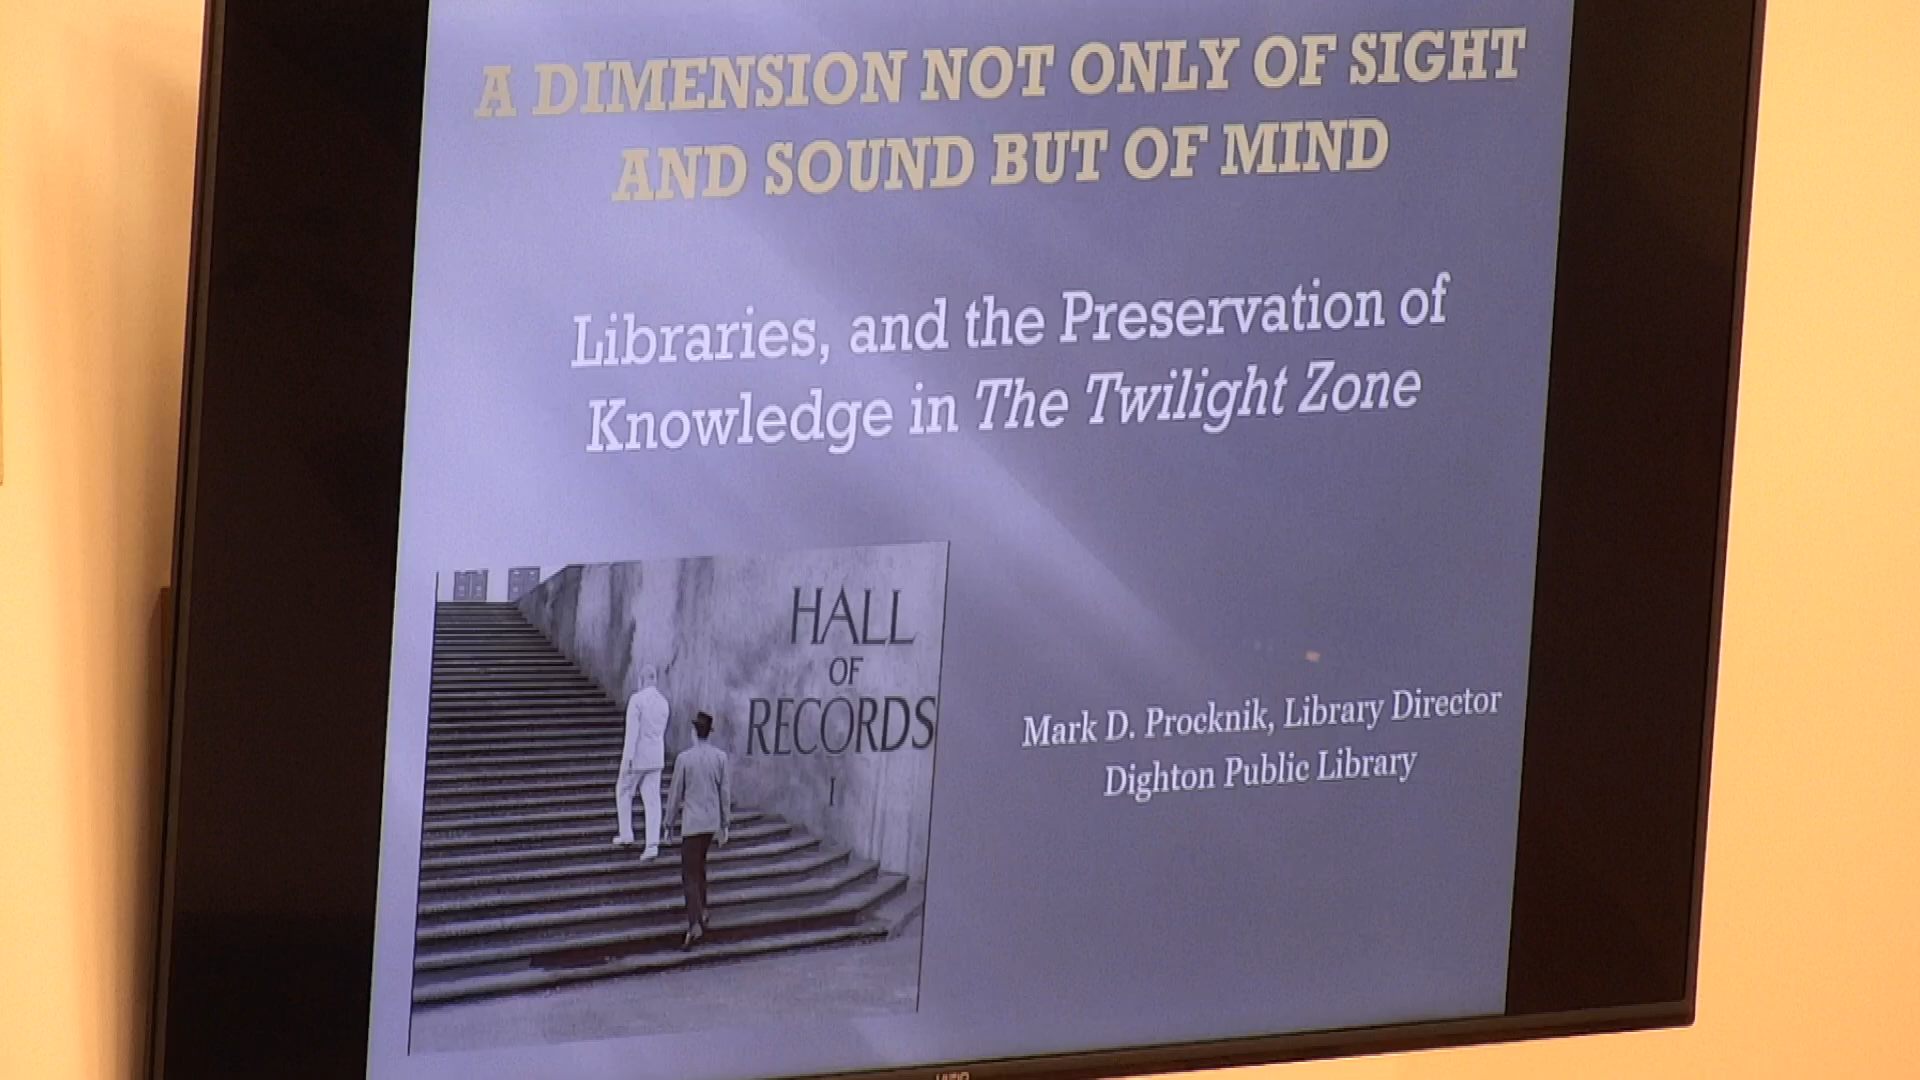 A DIMENSION NOT ONLY OF SIGHT
AND SOUND BUT OF MIND
Libraries, and the Preservation of
Knowledge in The Twilight Zone
HALL
OF
RECORDS
I
Mark D. Procknik, Library Director
Dighton Public Library